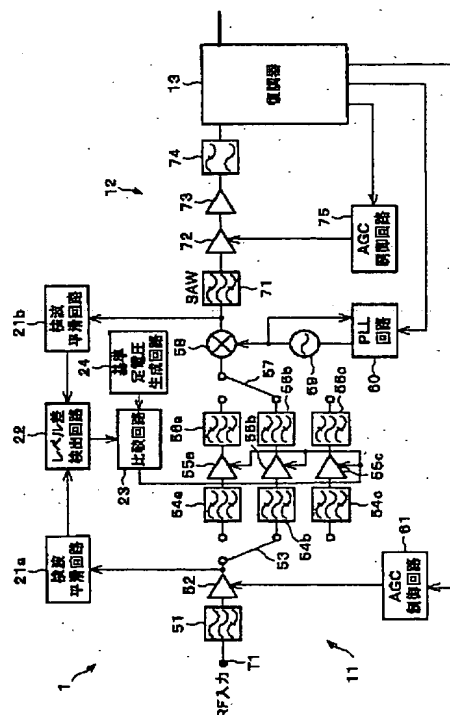 1
21a
検波
平滑回路
22
レベル差
検出回路
21b
検波
平滑回路
23
比較回路
24
基準
定電圧
生成回路
12
13
復調器
RF入力
T1
51
52
53
54a
54b
54c
55a
55b
55c
56a
56b
56c
57
58
59
60
PLL
回路
SAW
71
72
73
74
75
AGC
制御回路
61
AGC
制御回路
11